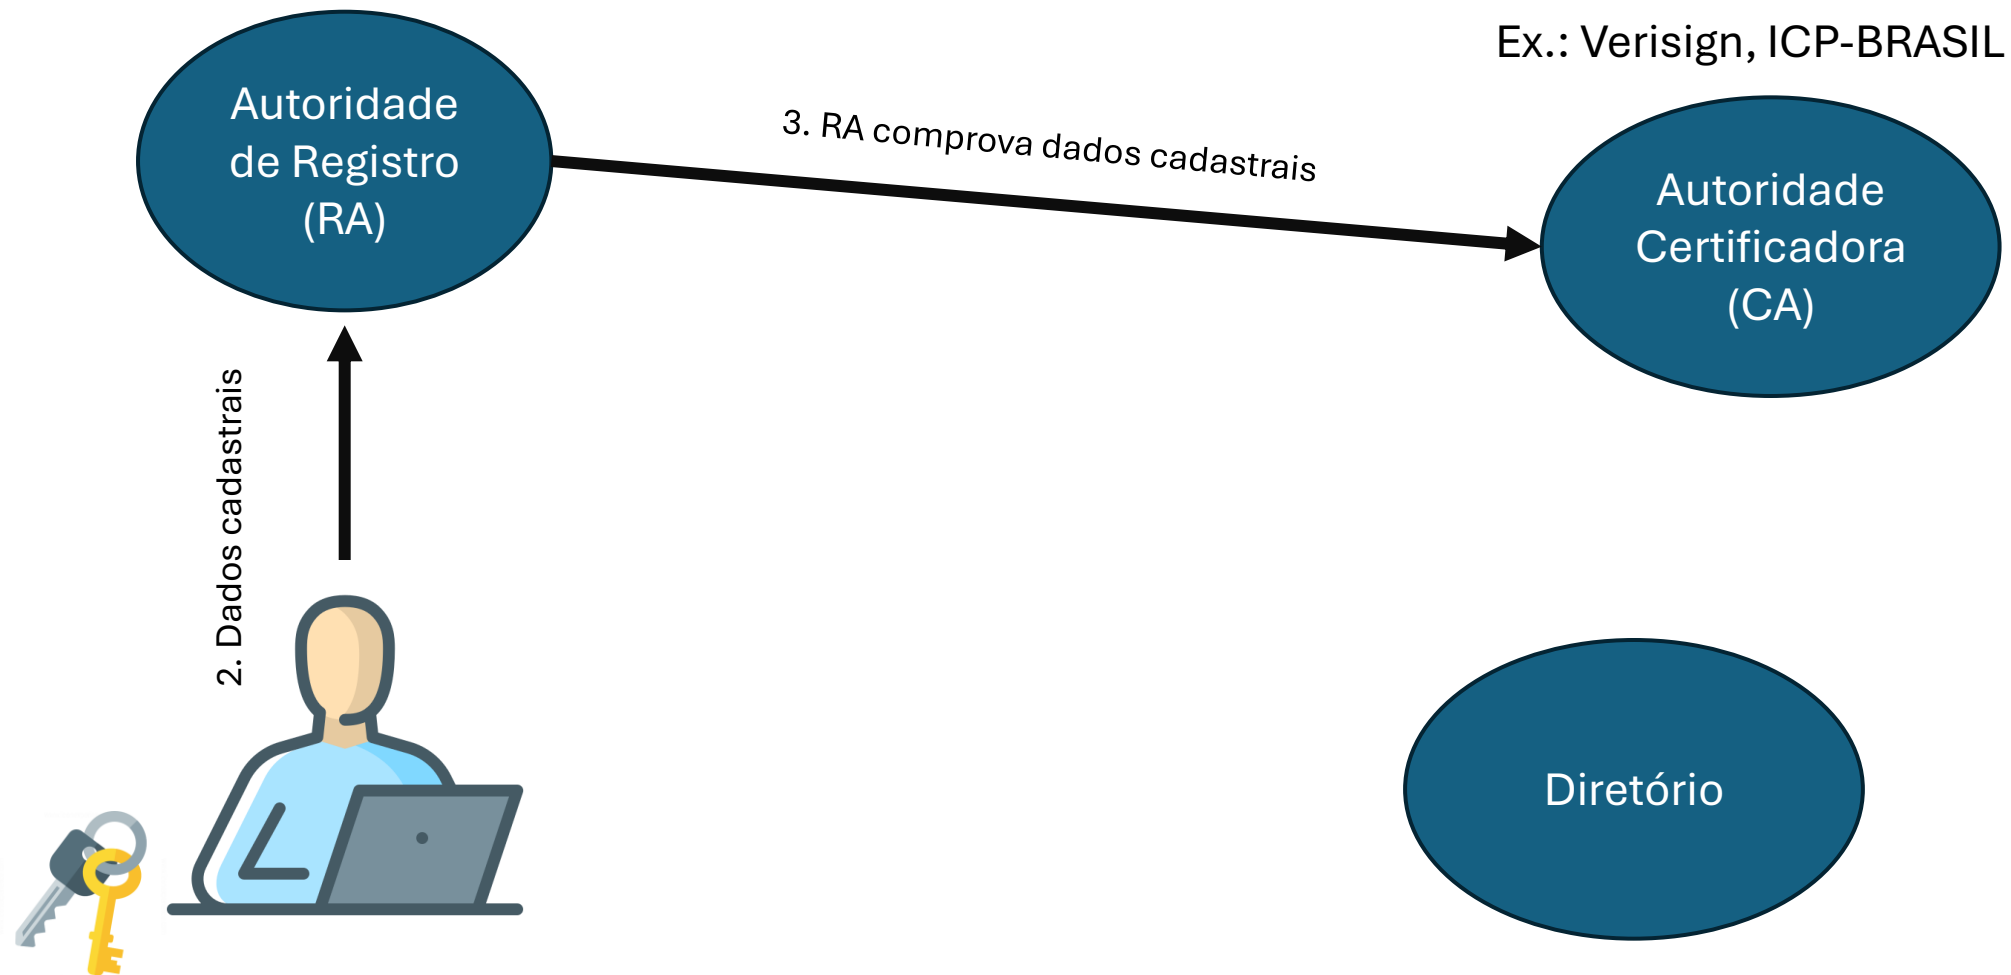 Ex.: Verisign, ICP-BRASIL
Autoridade
de Registro
(RA)
3. RA comprova dados cadastrais
Autoridade
Certificadora
(CA)
2. Dados cadastrais
Diretório